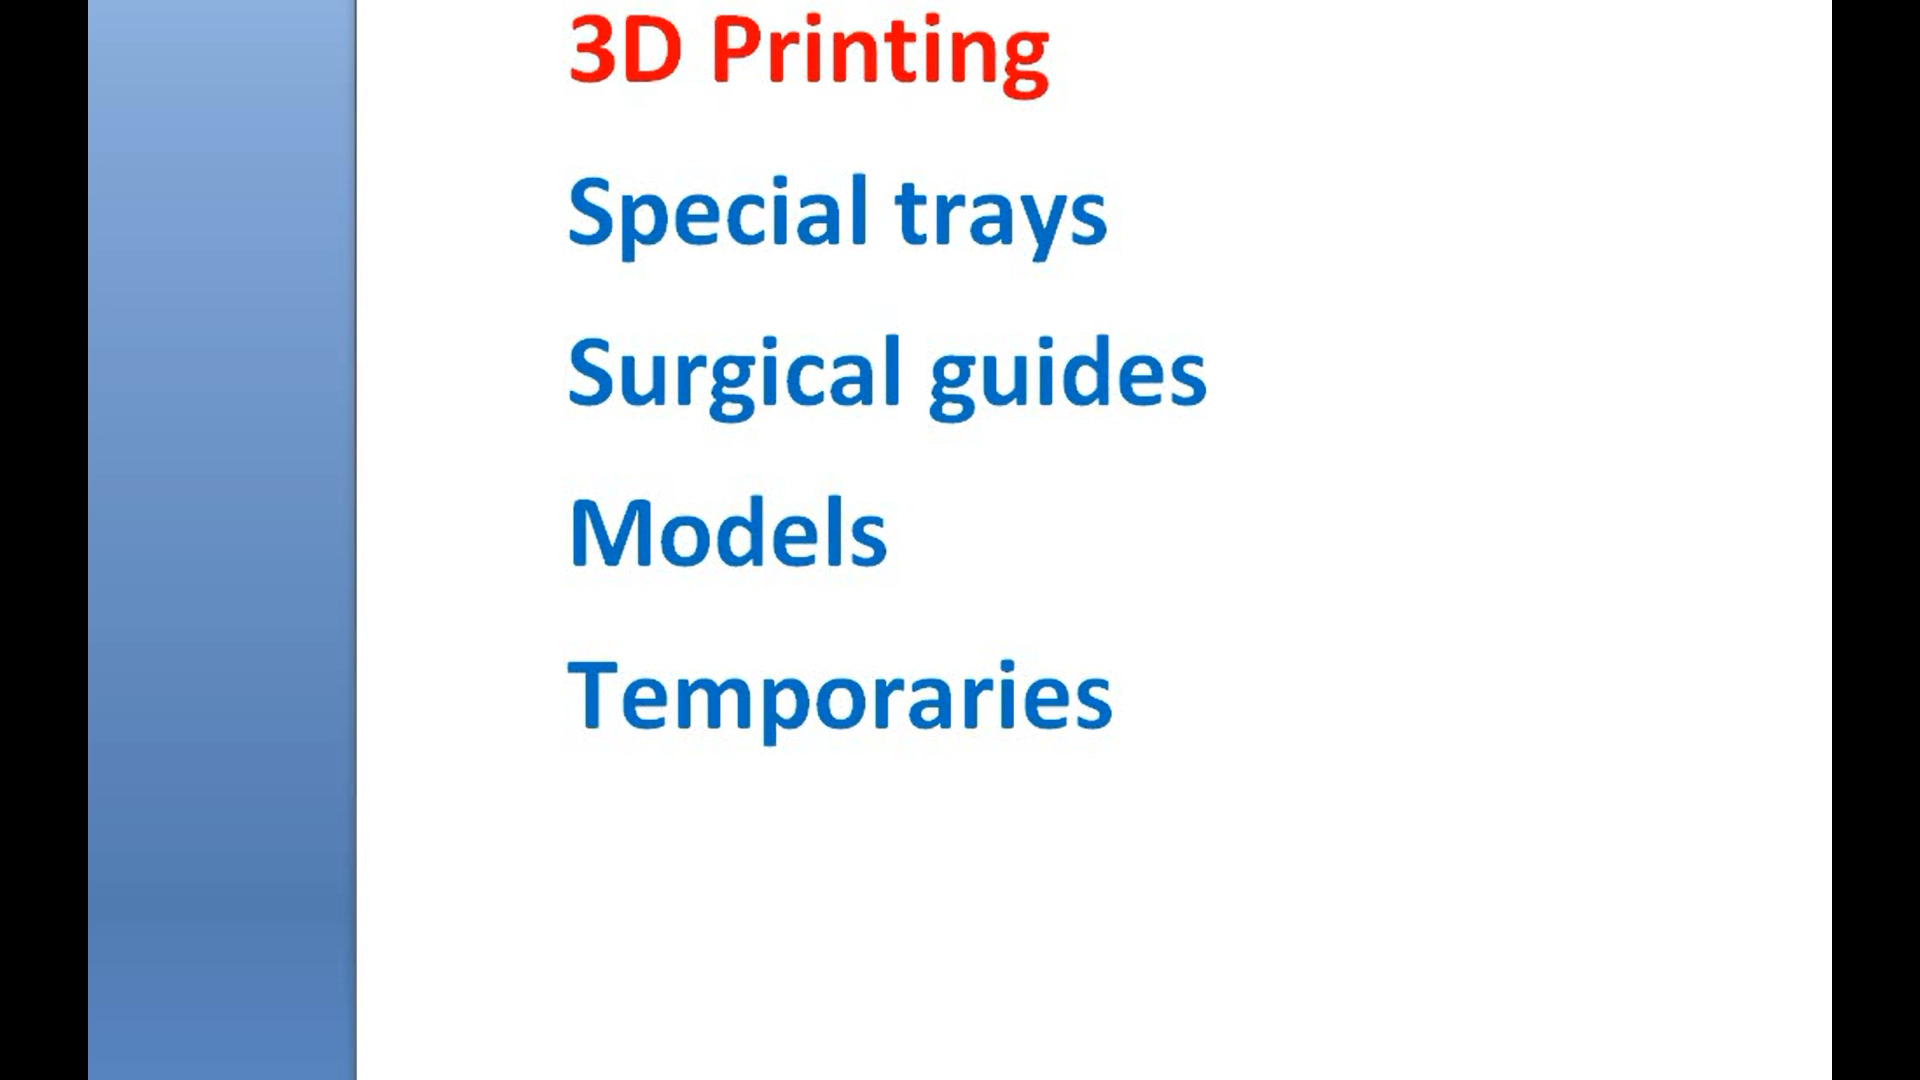 3D Printing
Special trays
Surgical guides
Models
Temporaries